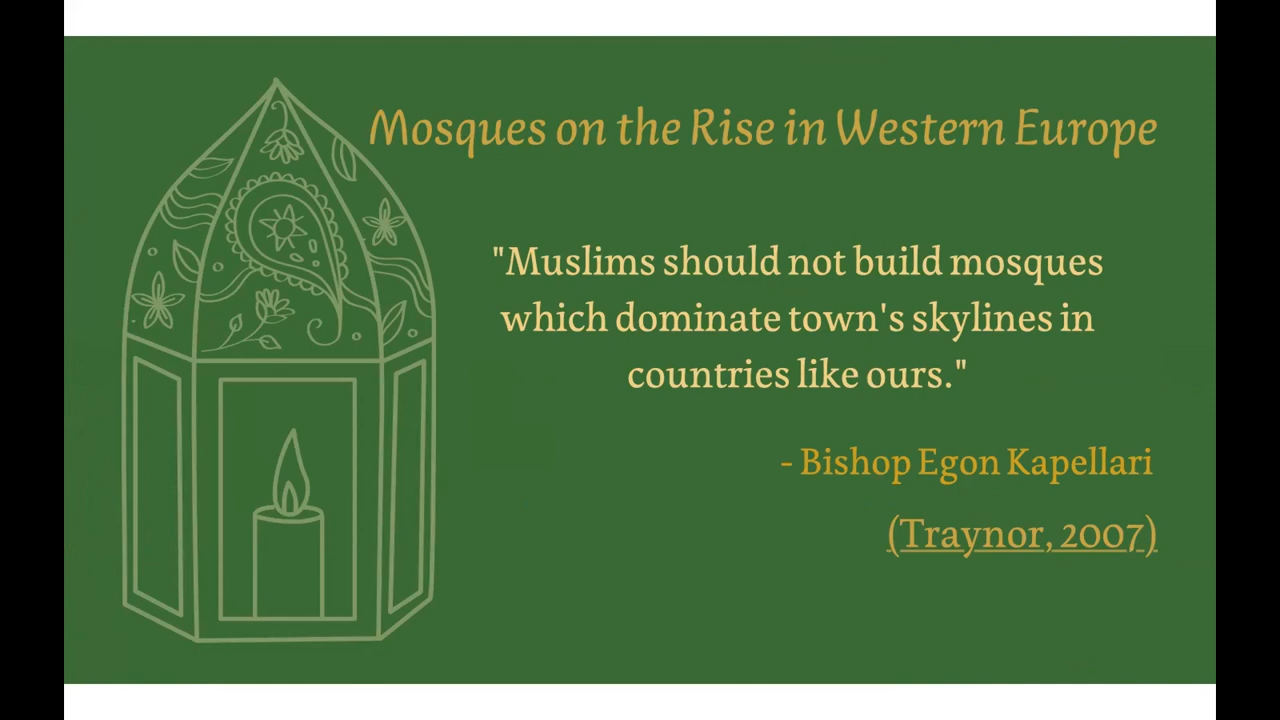 Mosques on the Rise in Western Europe
"Muslims should not build mosques
which dominate town's skylines in
countries like ours."
- Bishop Egon Kapellari
(Traynor, 2007)